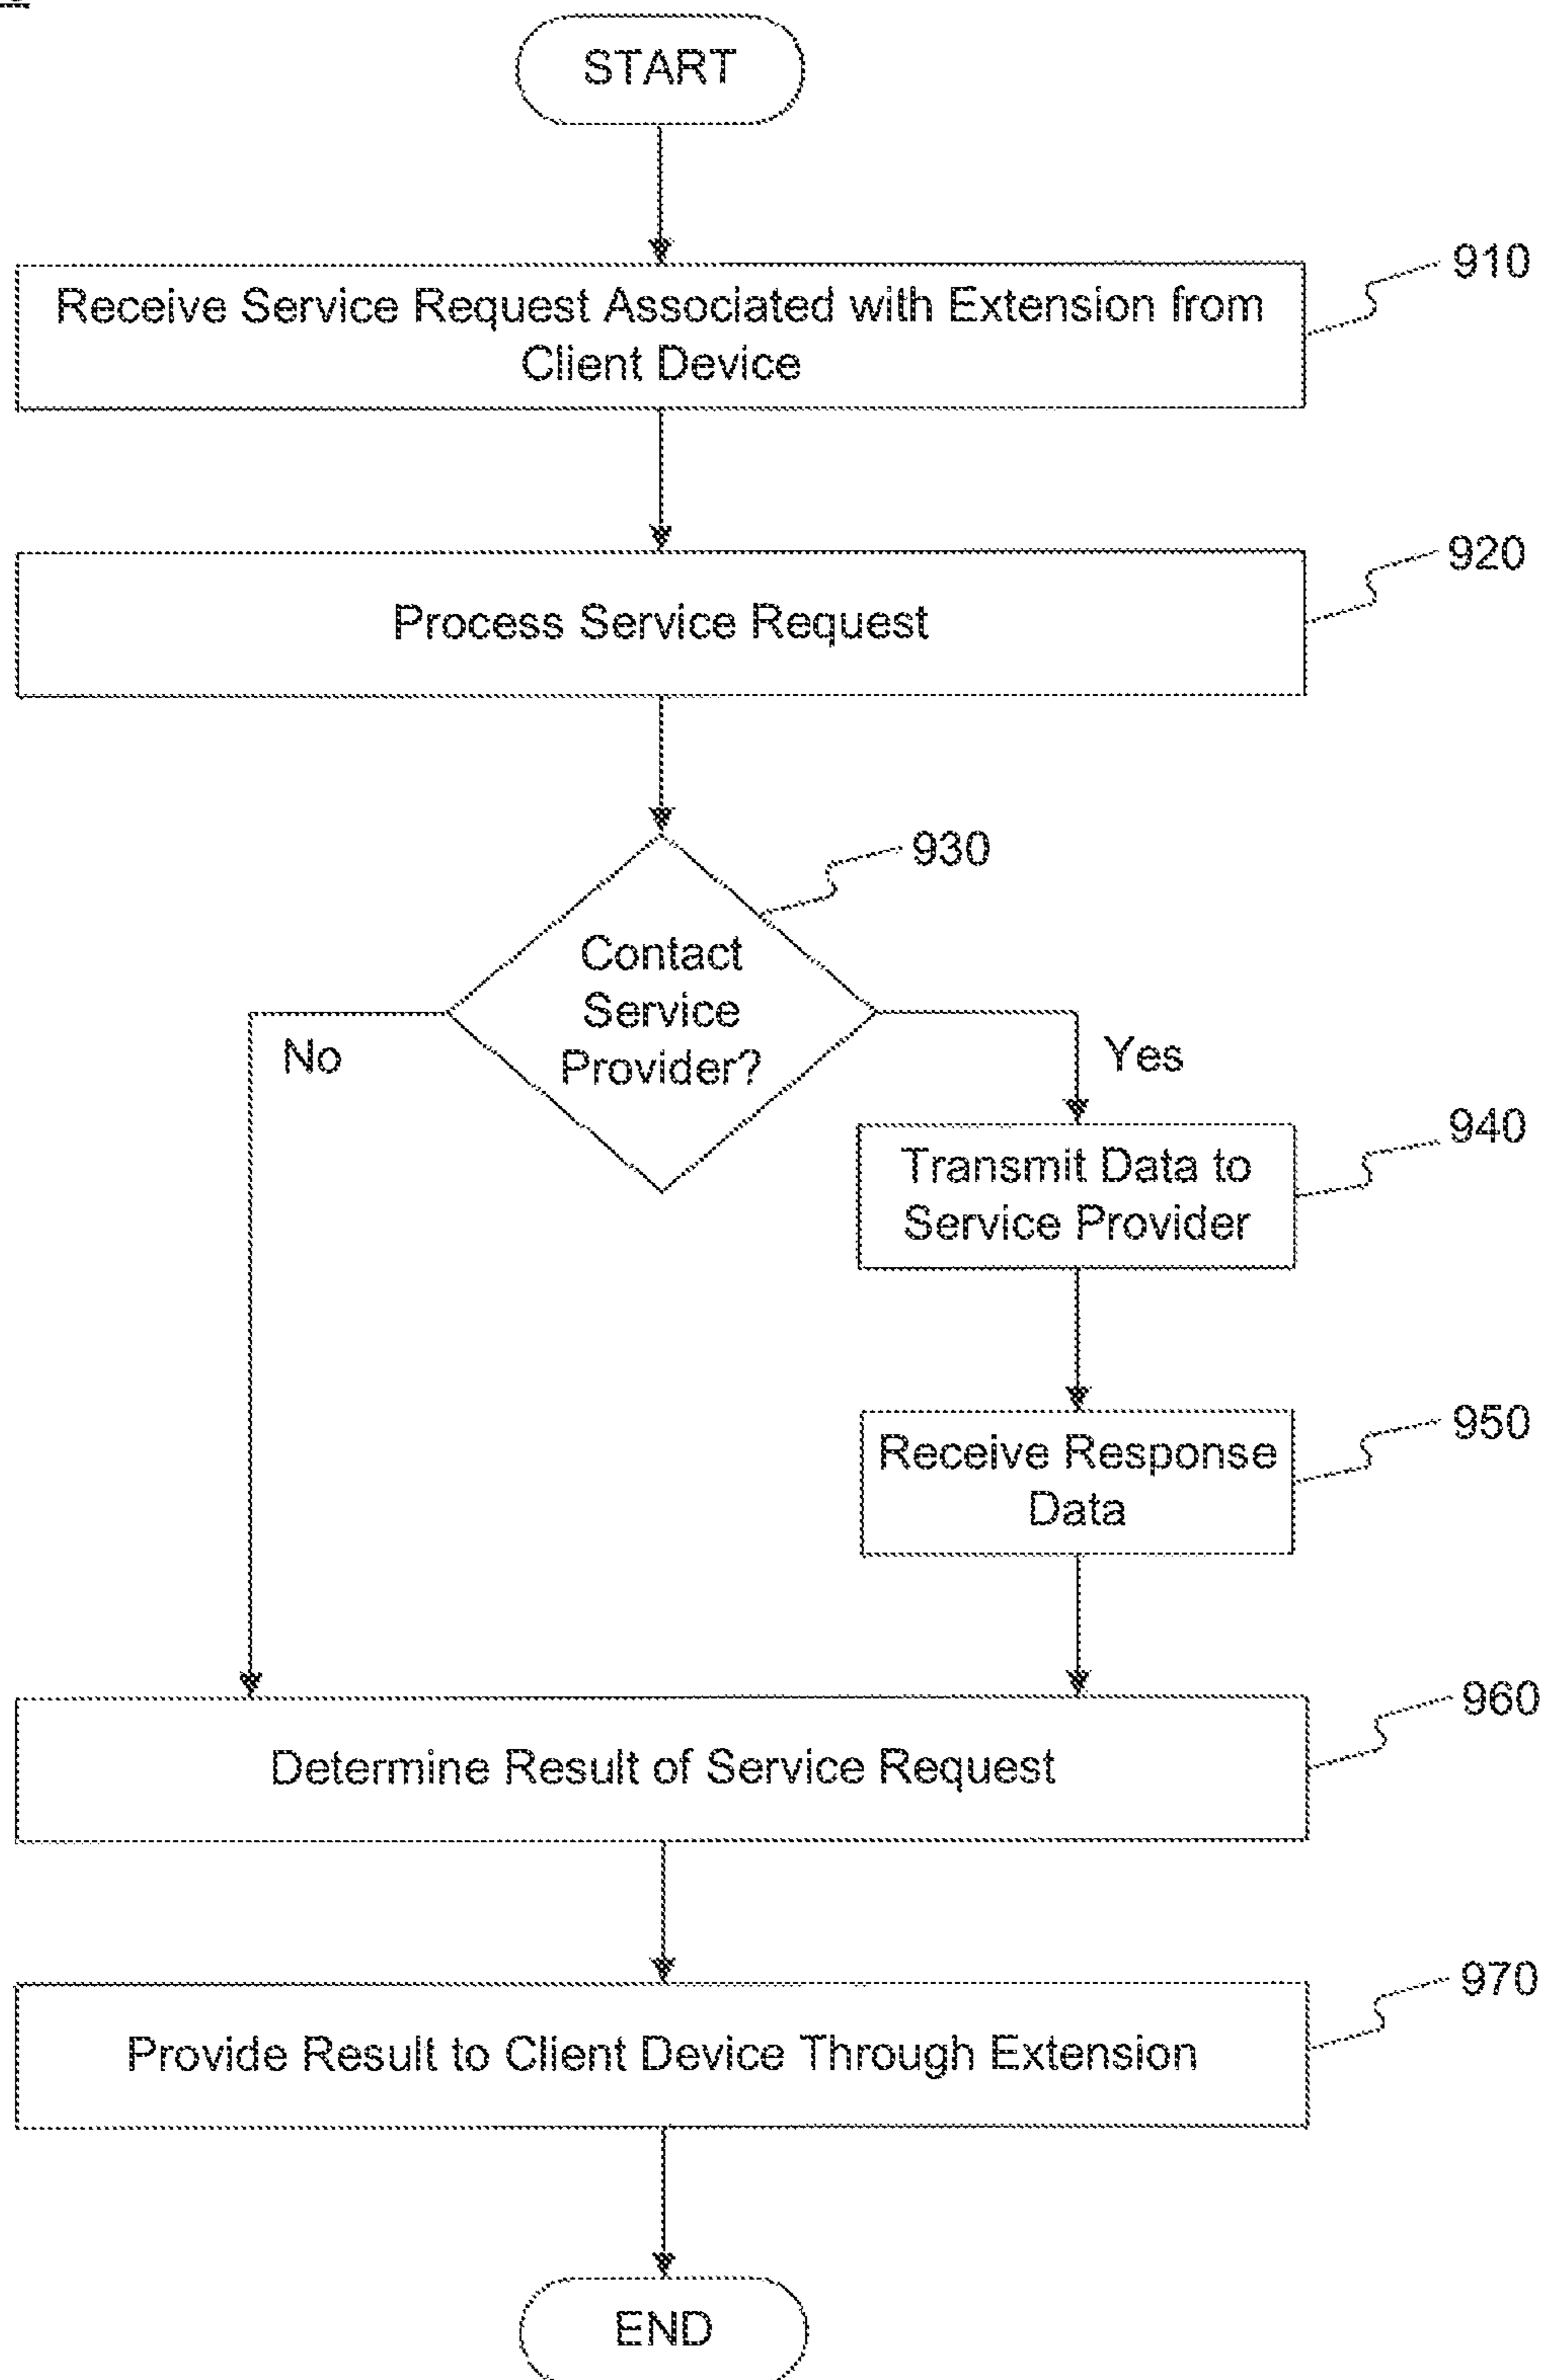 START
910
Receive Service Request Associated with Extension from
Client Device
920
Process Service Request
930
Contact
Service
Provider?
No
Yes
940
Transmit Data to
Service Provider
950
Receive Response
Data
960
Determine Result of Service Request
970
Provide Result to Client Device Through Extension
END